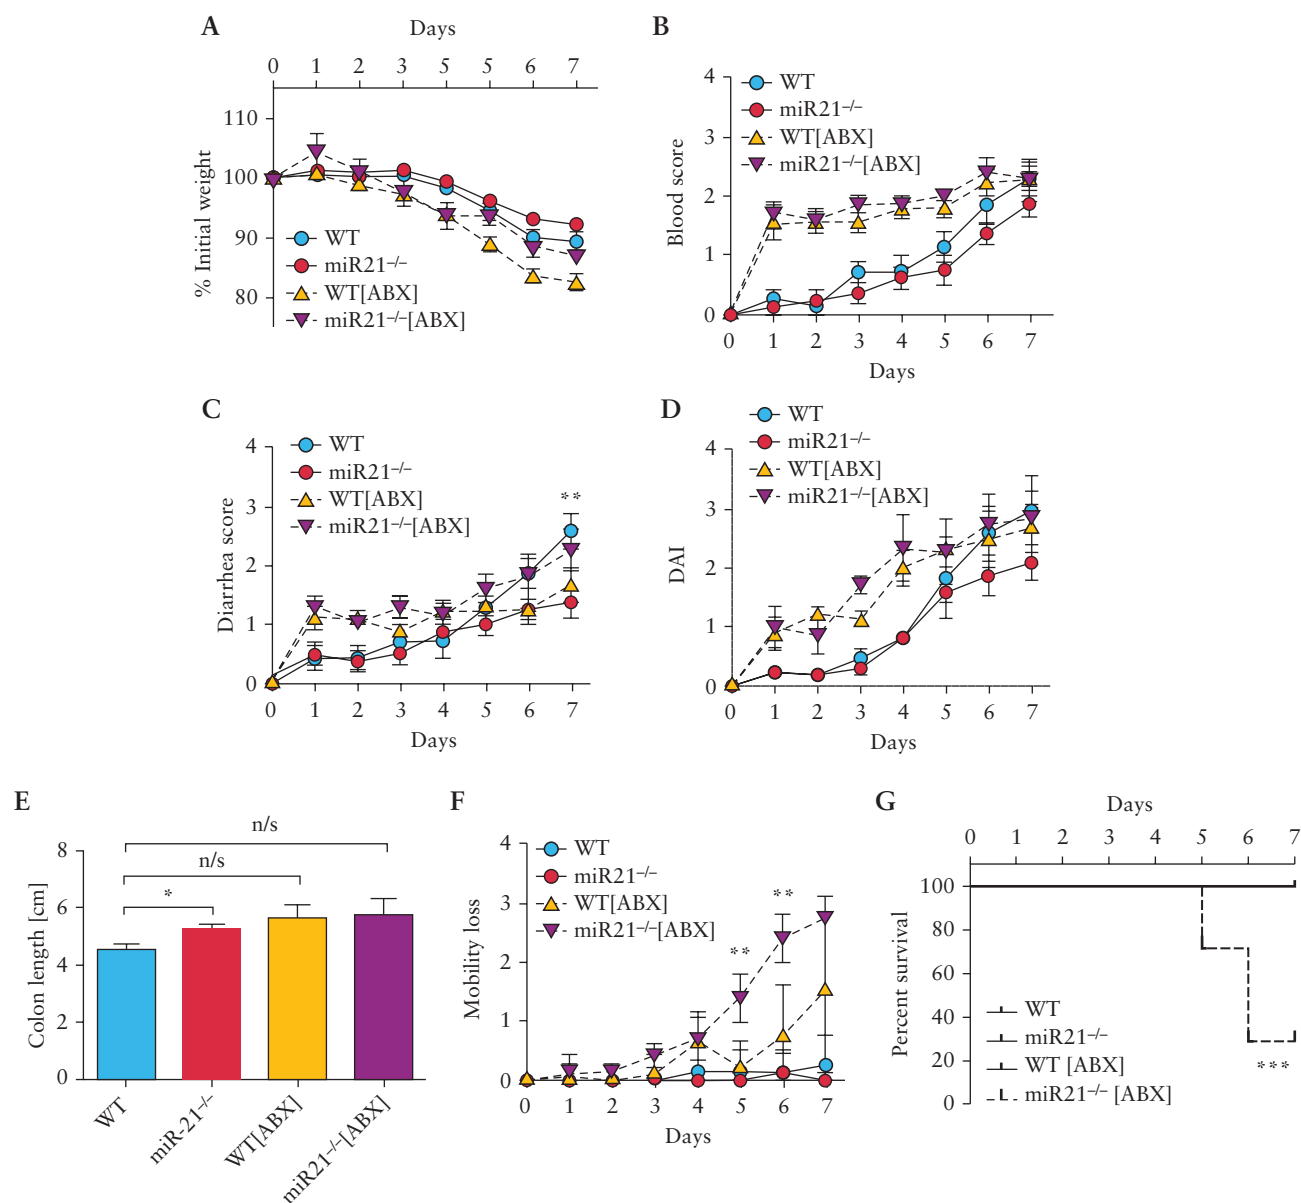 A
Days
0 1 2 3 5 5 6 7
110
100
90
80
% Initial weight
WT
miR21–/–
WT[ABX]
miR21–/–[ABX]
B
4
3
2
1
0
Blood score
WT
miR21–/–
WT[ABX]
miR21–/–[ABX]
0 1 2 3 4 5 6 7
Days
C
4
3
2
1
0
Diarrhea score
WT
miR21–/–
WT[ABX]
miR21–/–[ABX]
**
0 1 2 3 4 5 6 7
Days
D
4
3
2
1
0
DAI
WT
miR21–/–
WT[ABX]
miR21–/–[ABX]
0 1 2 3 4 5 6 7
Days
E
n/s
n/s
*
8
6
4
2
0
Colon length [cm]
WT
miR-21–/–
WT[ABX]
miR21–/–[ABX]
F
4
3
2
1
0
Mobility loss
WT
miR21–/–
WT[ABX]
miR21–/–[ABX]
**
**
0 1 2 3 4 5 6 7
Days
G
Days
0 1 2 3 4 5 6 7
100
80
60
40
20
0
Percent survival
WT
miR21–/–
WT [ABX]
miR21–/– [ABX]
***